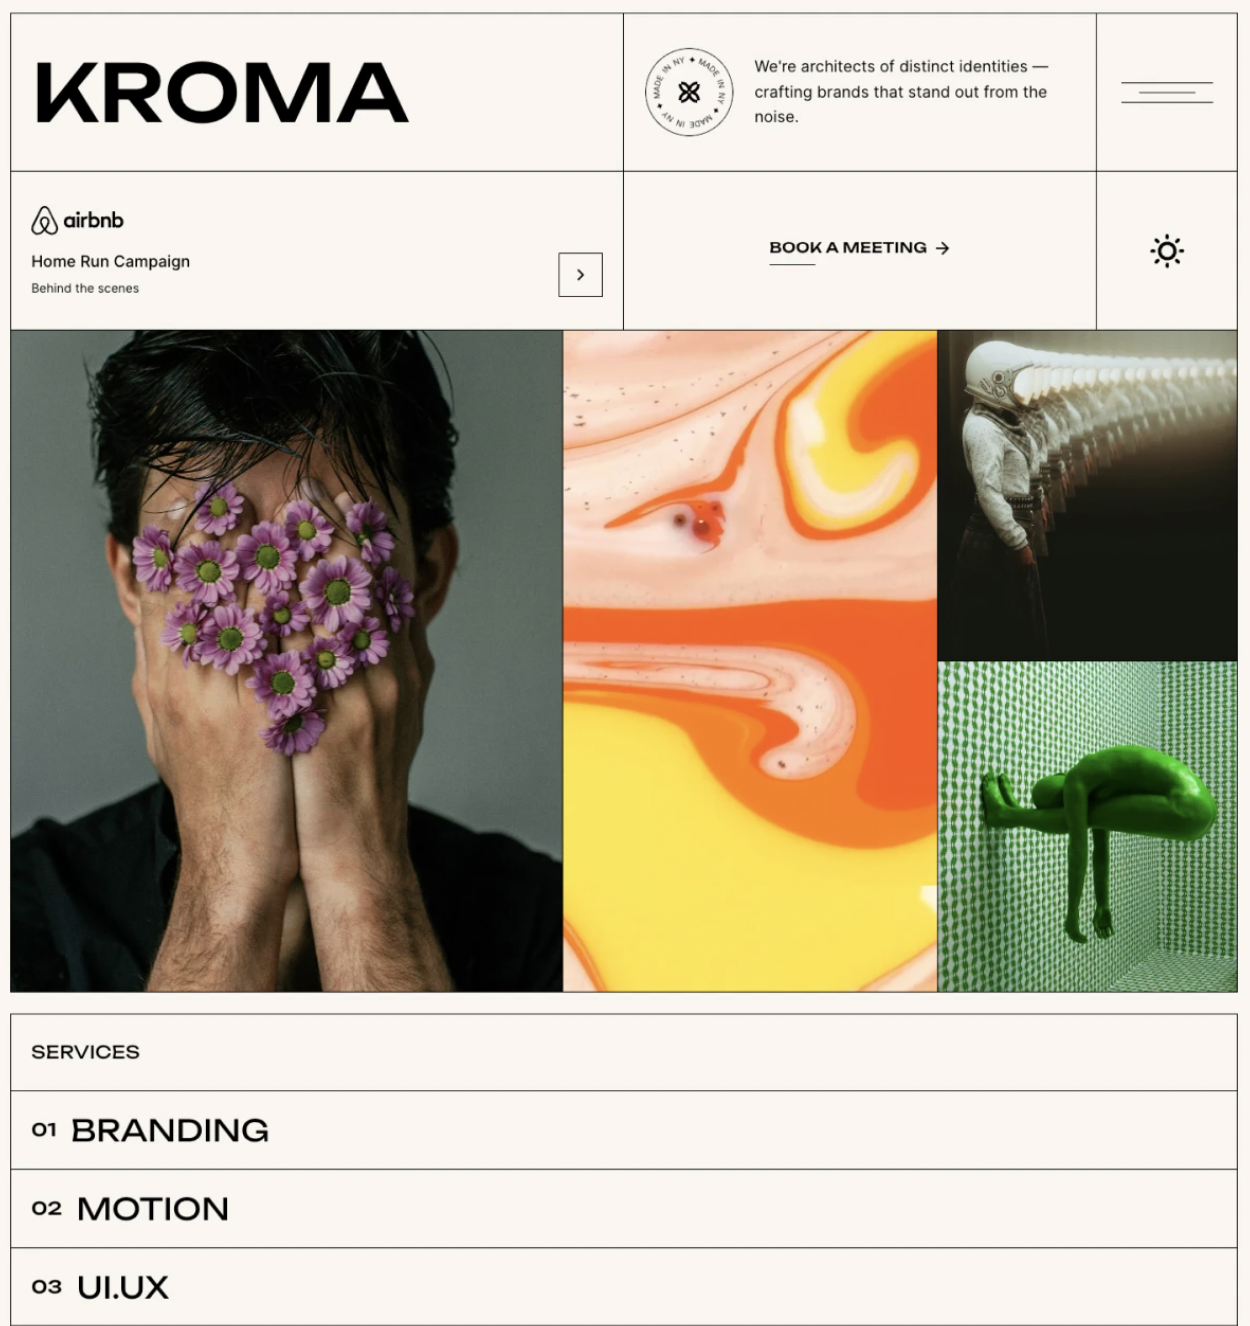 KROMA
MADE IN NY ✦ MADE IN NY ✦ MADE IN NY ✦
We're architects of distinct identities —
crafting brands that stand out from the
noise.
airbnb
Home Run Campaign
Behind the scenes
BOOK A MEETING →
SERVICES
01 BRANDING
02 MOTION
03 UI.UX